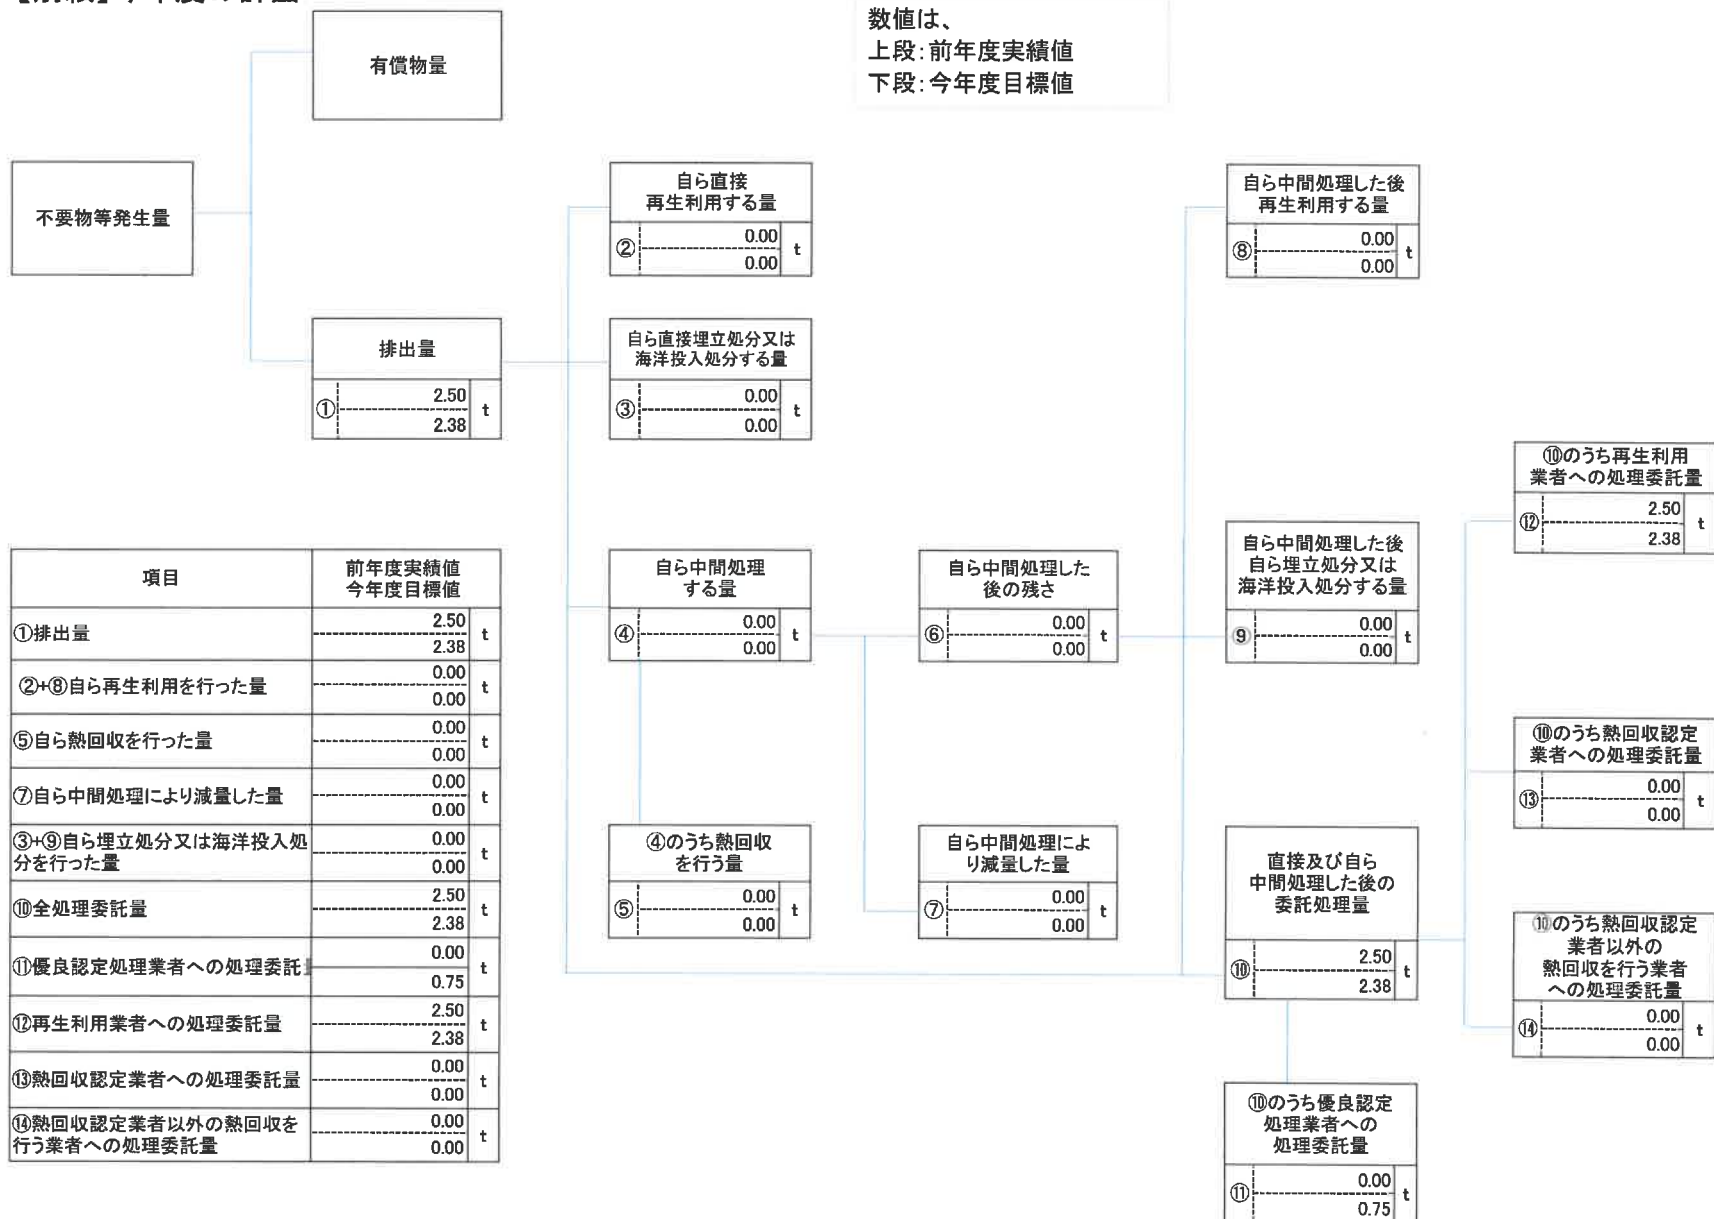 数値は、
上段:前年度実績値
下段:今年度目標値
有償物量
不要物等発生量
排出量
① 2.50 t
2.38
自ら直接
再生利用する量
② 0.00 t
0.00
自ら直接埋立処分又は
海洋投入処分する量
③ 0.00 t
0.00
自ら中間処理
する量
④ 0.00 t
0.00
④のうち熱回収
を行う量
⑤ 0.00 t
0.00
自ら中間処理した
後の残さ
⑥ 0.00 t
0.00
自ら中間処理によ
り減量した量
⑦ 0.00 t
0.00
自ら中間処理した後
再生利用する量
⑧ 0.00 t
0.00
自ら中間処理した後
自ら埋立処分又は
海洋投入処分する量
⑨ 0.00 t
0.00
直接及び自ら
中間処理した後の
委託処理量
⑩ 2.50 t
2.38
⑩のうち優良認定
処理業者への
処理委託量
⑪ 0.00 t
0.75
⑩のうち再生利用
業者への処理委託量
⑫ 2.50 t
2.38
⑩のうち熱回収認定
業者への処理委託量
⑬ 0.00 t
0.00
⑩のうち熱回収認定
業者以外の
熱回収を行う業者
への処理委託量
⑭ 0.00 t
0.00
項目 前年度実績値
今年度目標値
①排出量 2.50 t
2.38
②+⑧自ら再生利用を行った量 0.00 t
0.00
⑤自ら熱回収を行った量 0.00 t
0.00
⑦自ら中間処理により減量した量 0.00 t
0.00
③+⑨自ら埋立処分又は海洋投入処
分を行った量 0.00 t
0.00
⑩全処理委託量 2.50 t
2.38
⑪優良認定処理業者への処理委託 0.00 t
0.75
⑫再生利用業者への処理委託量 2.50 t
2.38
⑬熱回収認定業者への処理委託量 0.00 t
0.00
⑭熱回収認定業者以外の熱回収を
行う業者への処理委託量 0.00 t
0.00